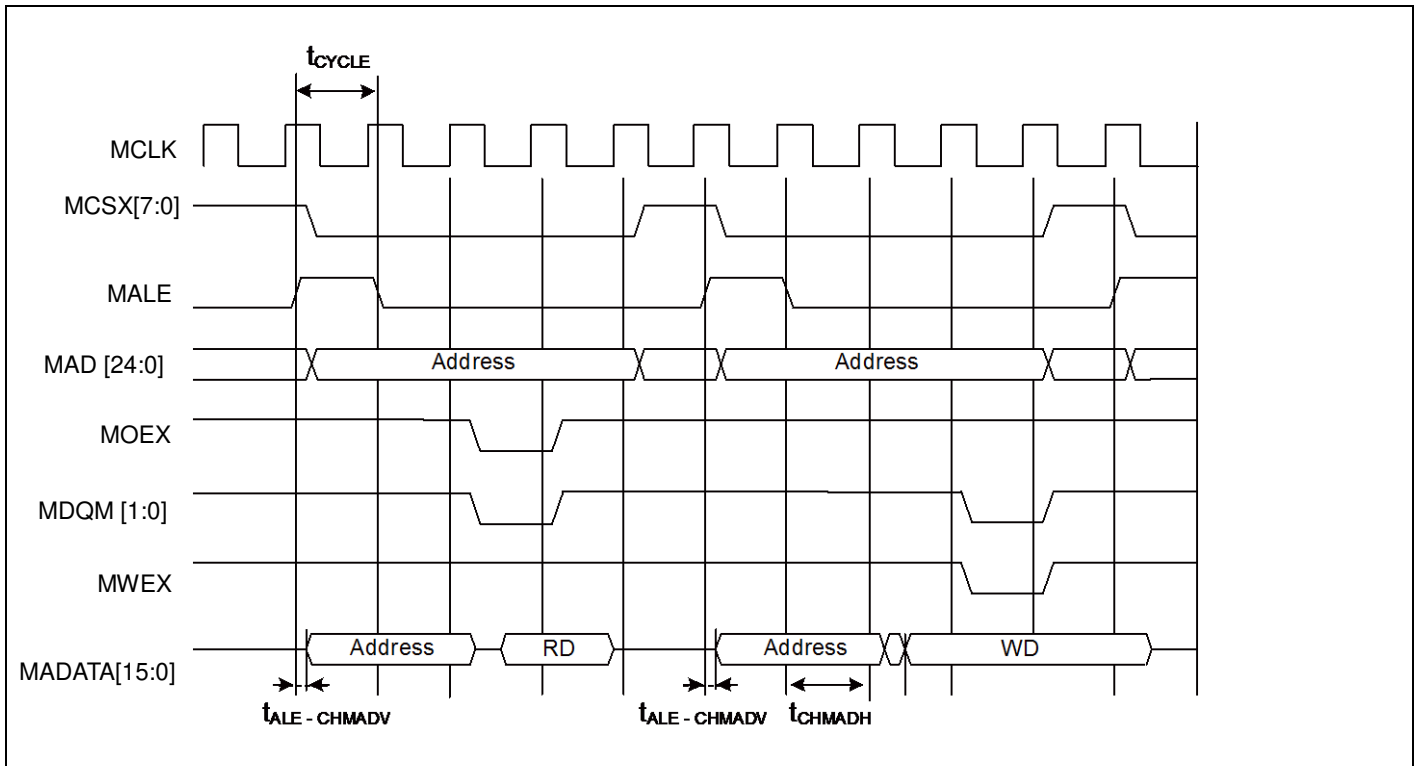 tCYCLE
MCLK
MCSX[7:0]
MALE
MAD [24:0] Address Address
MOEX
MDQM [1:0]
MWEX
MADATA[15:0] Address RD Address WD
tALE - CHMADV tALE - CHMADV tCHMADH